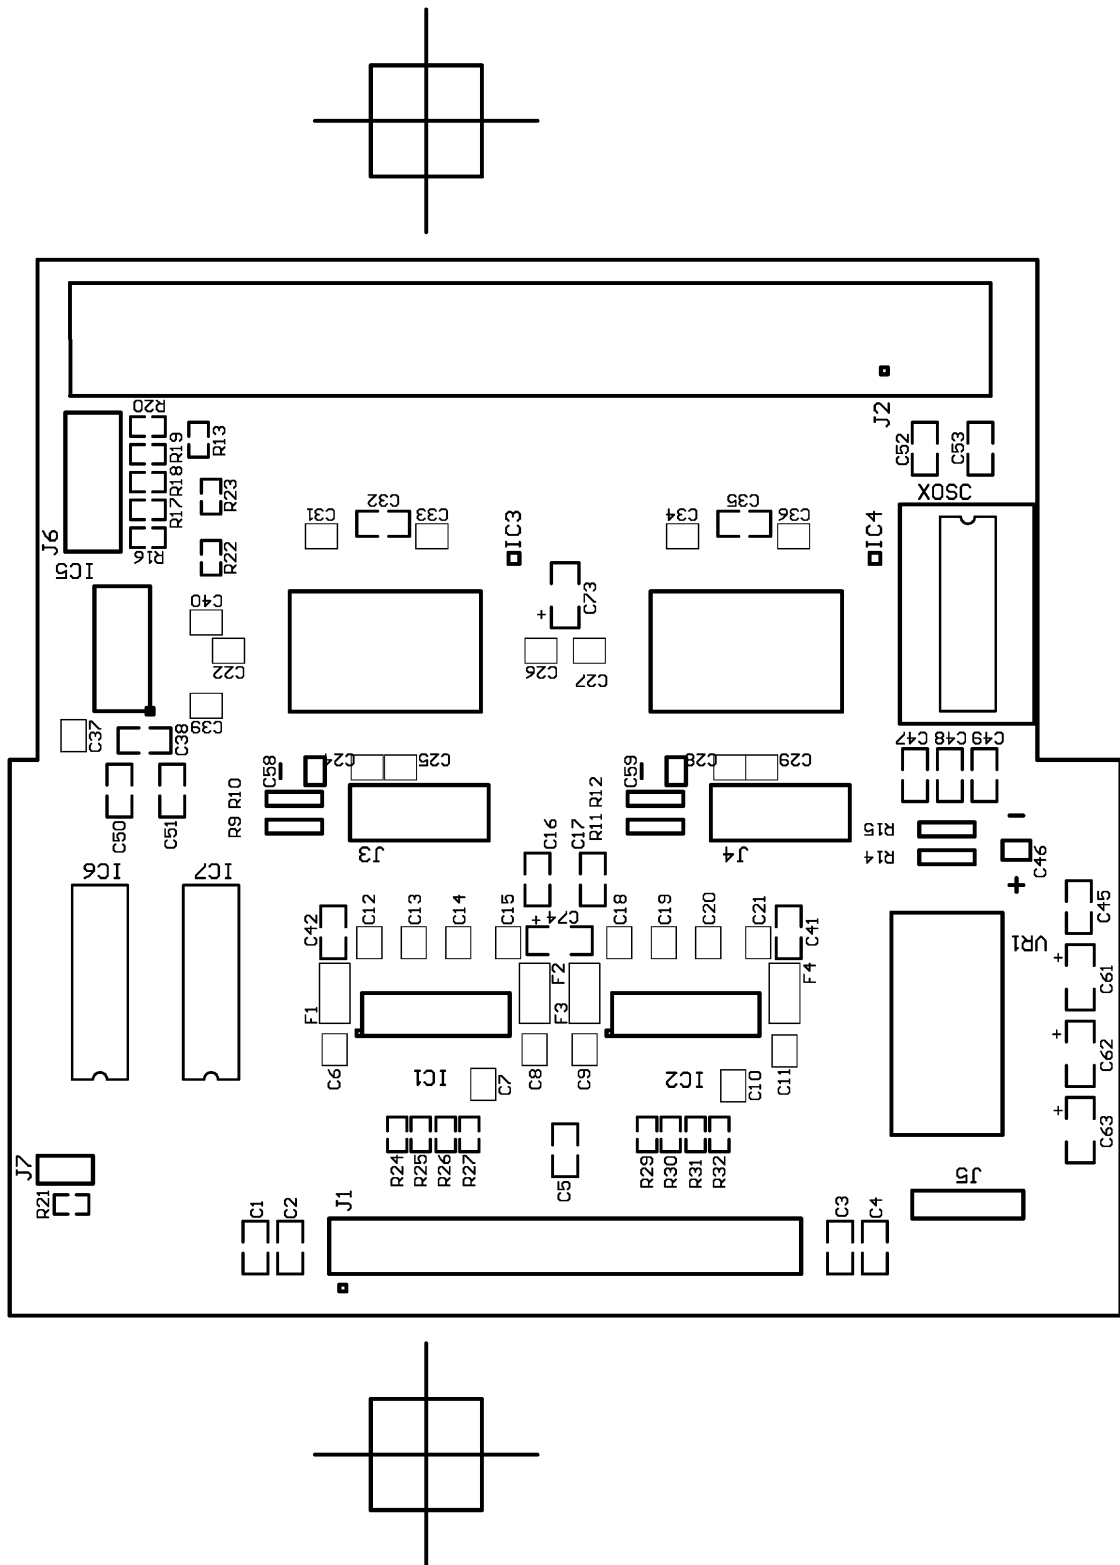 R20
R19
R13
R18
R17
R23
R16
R22
J6
IC5
J2
C52
C53
XOSC
C32
C31
C33
IC3
C35
C34
C36
IC4
C40
C22
C39
C37
C38
+
C73
C26
C27
C50
C51
R10
R9
C58
C24
C25
J3
C59
R12
R11
C28
C29
J4
C47
C48
C49
R15
R14
-
+
C46
IC6
IC7
C16
C17
C42
C12
C13
C14
C15
+
C74
C18
C19
C20
C21
C41
VR1
C45
+
C61
F1
F2
F3
F4
C6
IC1
C7
C8
C9
IC2
C10
C11
+
C62
+
C63
R24
R25
R26
R27
C5
R29
R30
R31
R32
J7
R21
C1
C2
J1
C3
C4
J5